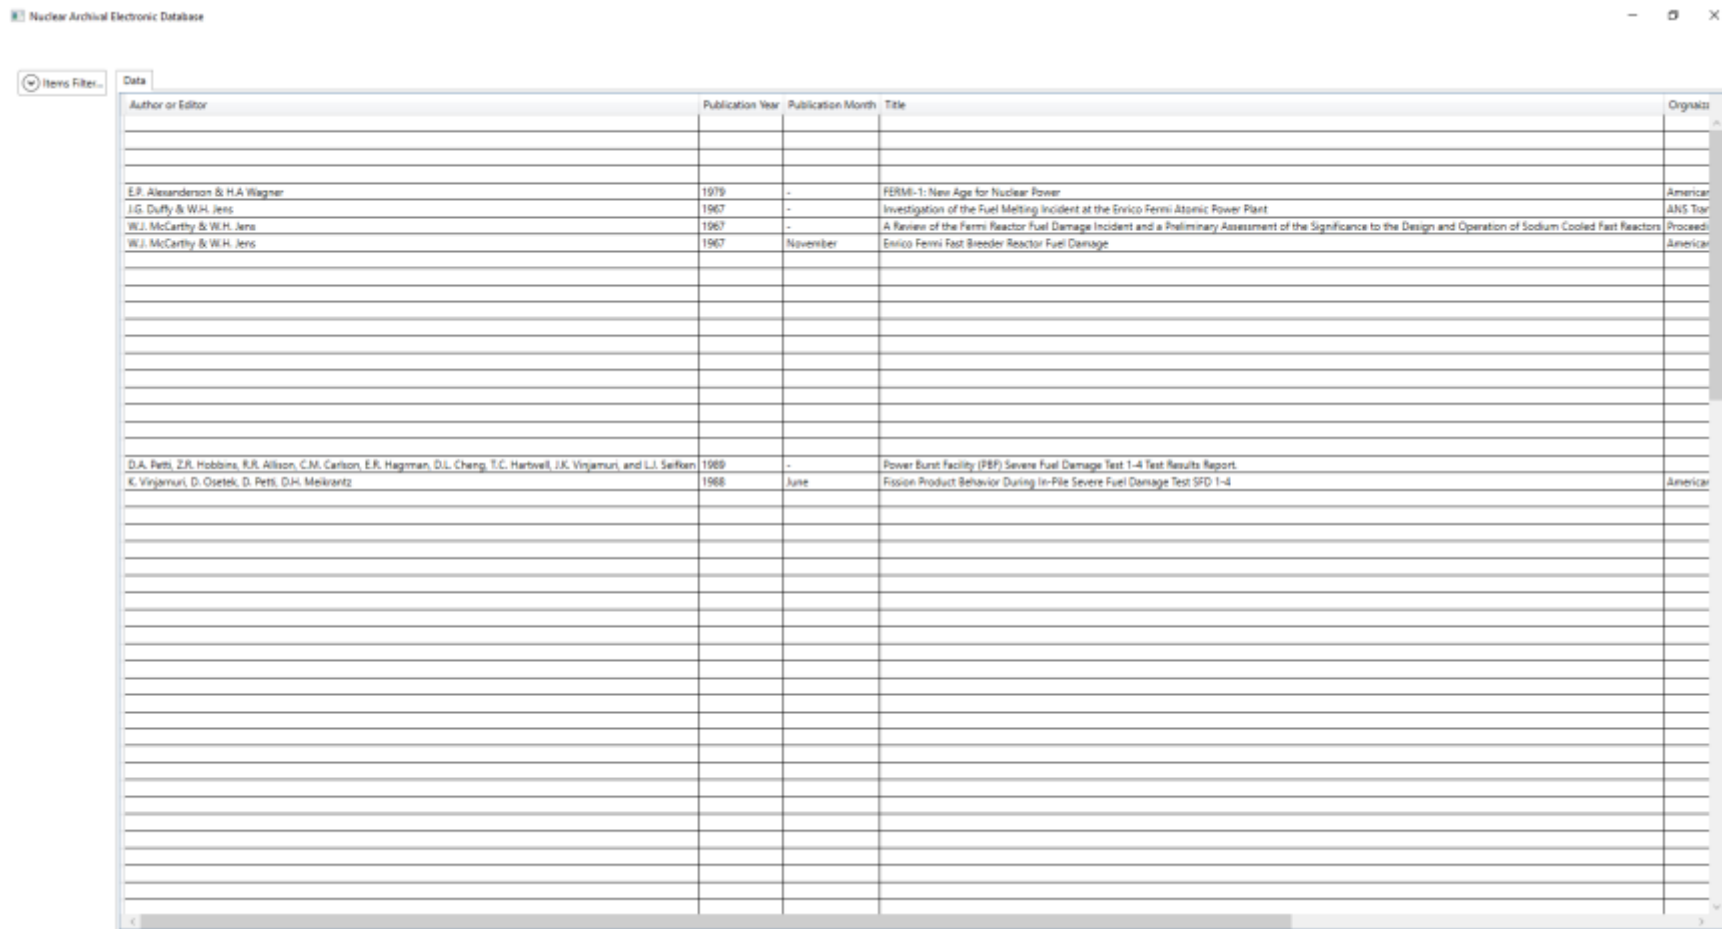 Nuclear Archival Electronic Database
Items Filter...
Data
Author or Editor Publication Year Publication Month Title Orgnaiza
E.P. Alexanderson & H.A Wagner 1979 - FERMI-1: New Age for Nuclear Power American
J.G. Duffy & W.H. Jens 1967 - Investigation of the Fuel Melting Incident at the Enrico Fermi Atomic Power Plant ANS Tran
W.J. McCarthy & W.H. Jens 1967 - A Review of the Fermi Reactor Fuel Damage Incident and a Preliminary Assessment of the Significance to the Design and Operation of Sodium Cooled Fast Reactors Proceedi
W.J. McCarthy & W.H. Jens 1967 November Enrico Fermi Fast Breeder Reactor Fuel Damage American
D.A. Petti, Z.R. Hobbins, R.R. Allison, C.M. Carlson, E.R. Hagrman, D.L. Cheng, T.C. Hartwell, J.K. Vinjamuri, and L.J. Seifken 1989 - Power Burst Facility (PBF) Severe Fuel Damage Test 1-4 Test Results Report.
K. Vinjamuri, D. Osetek, D. Petti, D.H. Meikrantz 1988 June Fission Product Behavior During In-Pile Severe Fuel Damage Test SFD 1-4 American